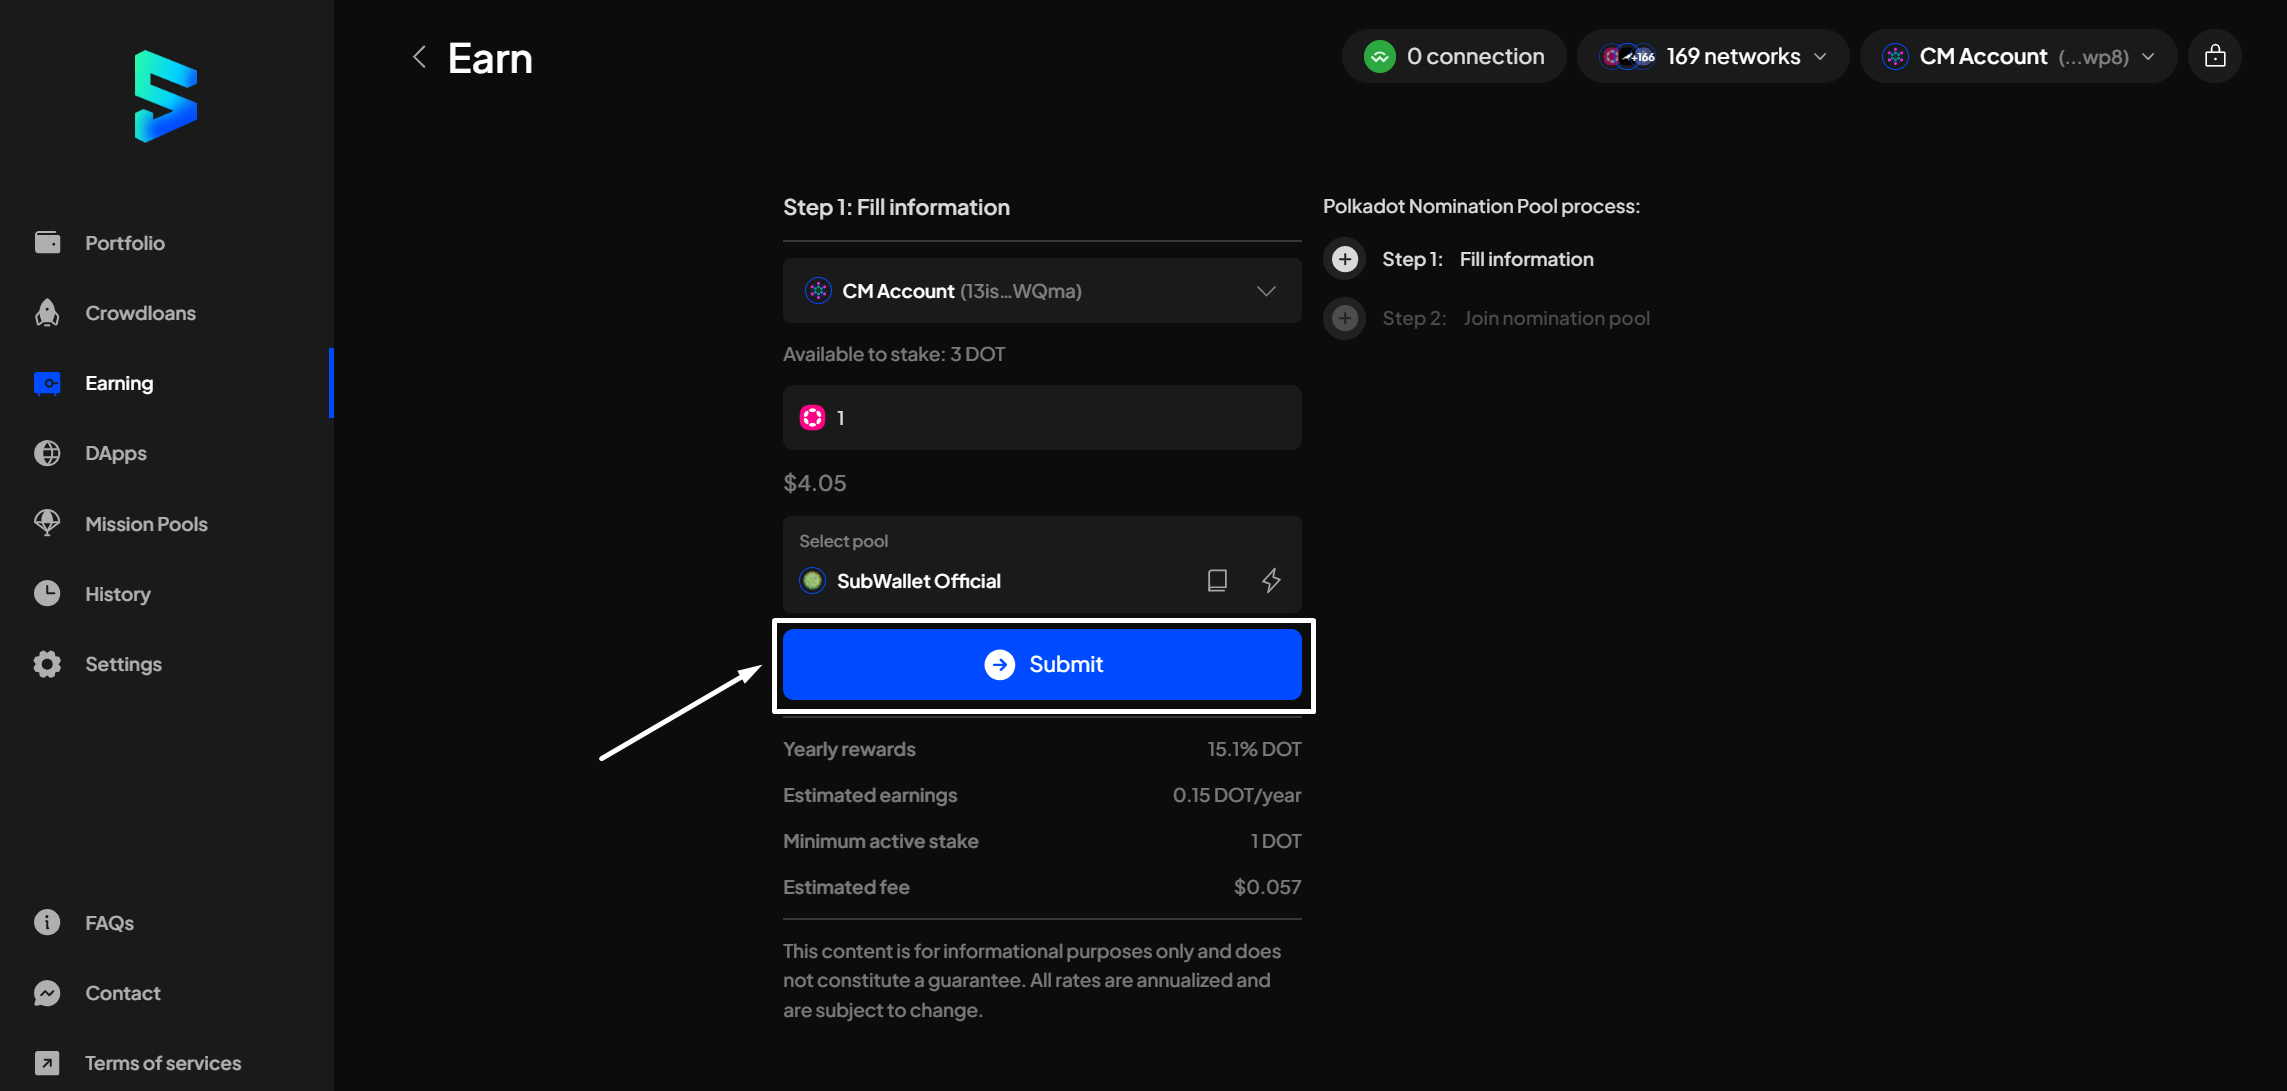 Earn
0 connection
+166 169 networks
CM Account (...wp8)
Portfolio
Crowdloans
Earning
DApps
Mission Pools
History
Settings
FAQs
Contact
Terms of services
Step 1: Fill information
CM Account (13is...WQma)
Available to stake: 3 DOT
1
$4.05
Select pool
SubWallet Official
Submit
Yearly rewards 15.1% DOT
Estimated earnings 0.15 DOT/year
Minimum active stake 1 DOT
Estimated fee $0.057
This content is for informational purposes only and does
not constitute a guarantee. All rates are annualized and
are subject to change.
Polkadot Nomination Pool process:
Step 1: Fill information
Step 2: Join nomination pool